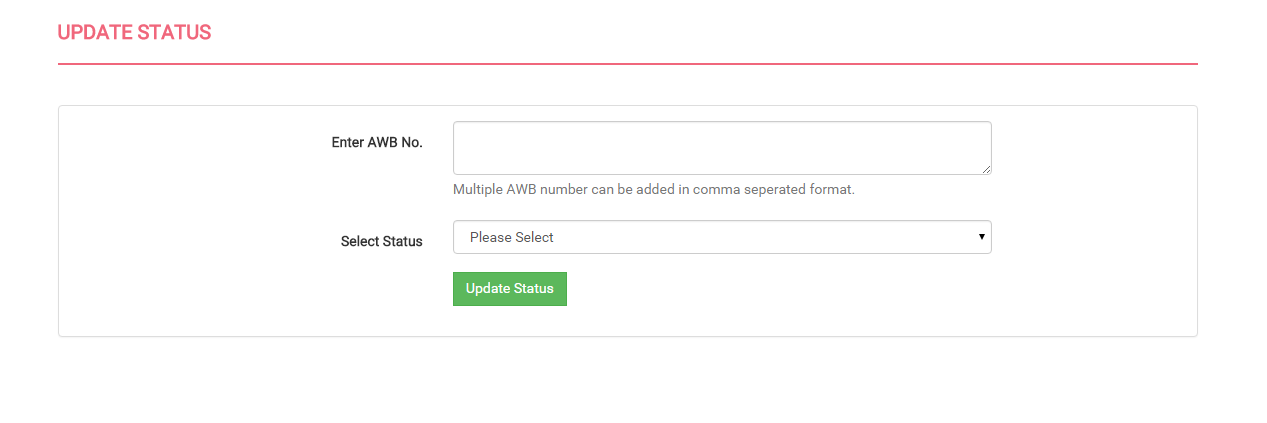 UPDATE STATUS
Enter AWB No.
Multiple AWB number can be added in comma seperated format.
Select Status
Please Select
Update Status